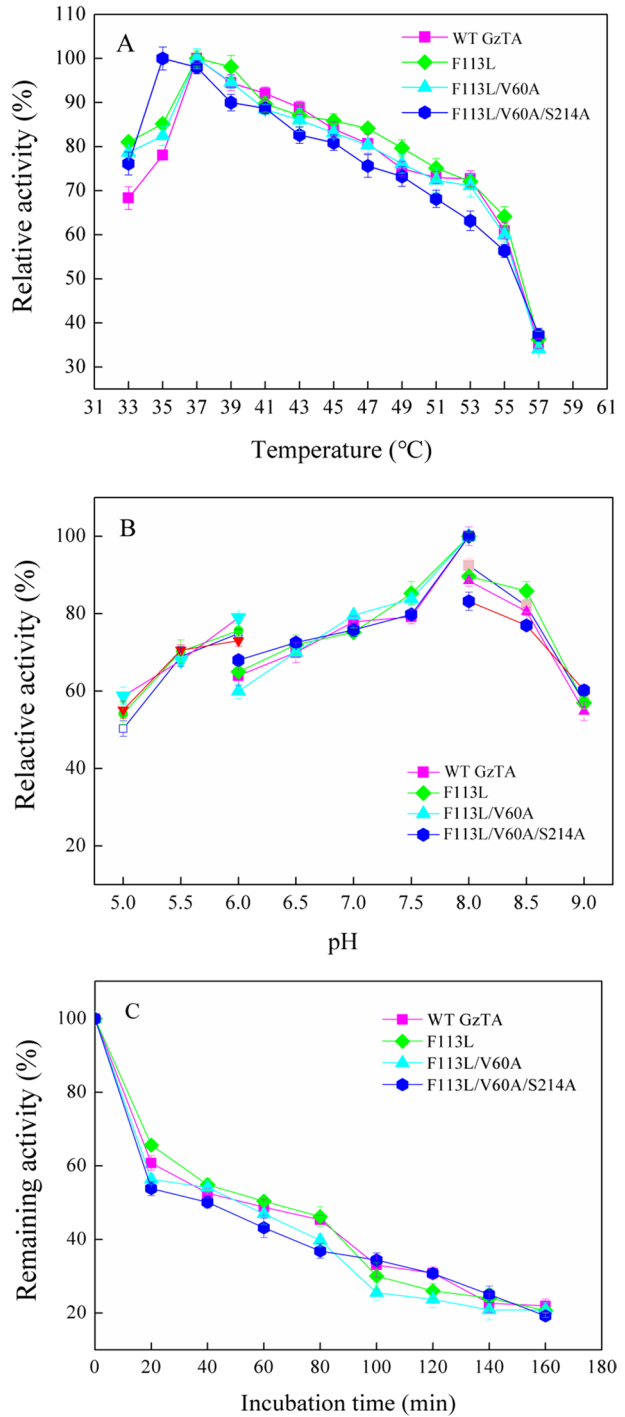 A
WT GzTA
F113L
F113L/V60A
F113L/V60A/S214A
Relative activity (%)
110
100
90
80
70
60
50
40
30
31 33 35 37 39 41 43 45 47 49 51 53 55 57 59 61
Temperature (℃)
B
WT GzTA
F113L
F113L/V60A
F113L/V60A/S214A
Relactive activity (%)
100
80
60
40
20
5.0 5.5 6.0 6.5 7.0 7.5 8.0 8.5 9.0
pH
C
WT GzTA
F113L
F113L/V60A
F113L/V60A/S214A
Remaining activity (%)
100
80
60
40
20
0 20 40 60 80 100 120 140 160 180
Incubation time (min)